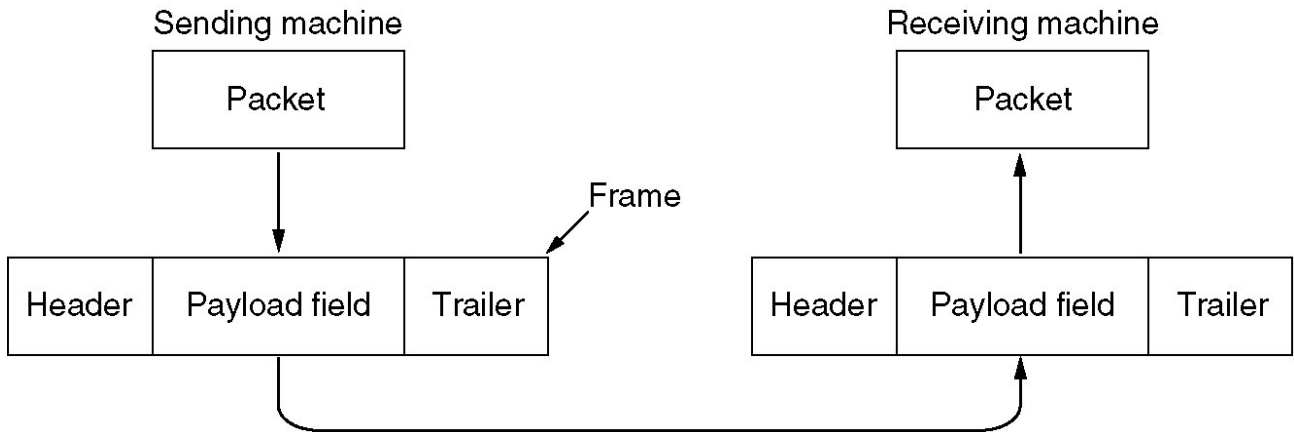 Sending machine
Receiving machine
Packet
Packet
Frame
Header
Payload field
Trailer
Header
Payload field
Trailer